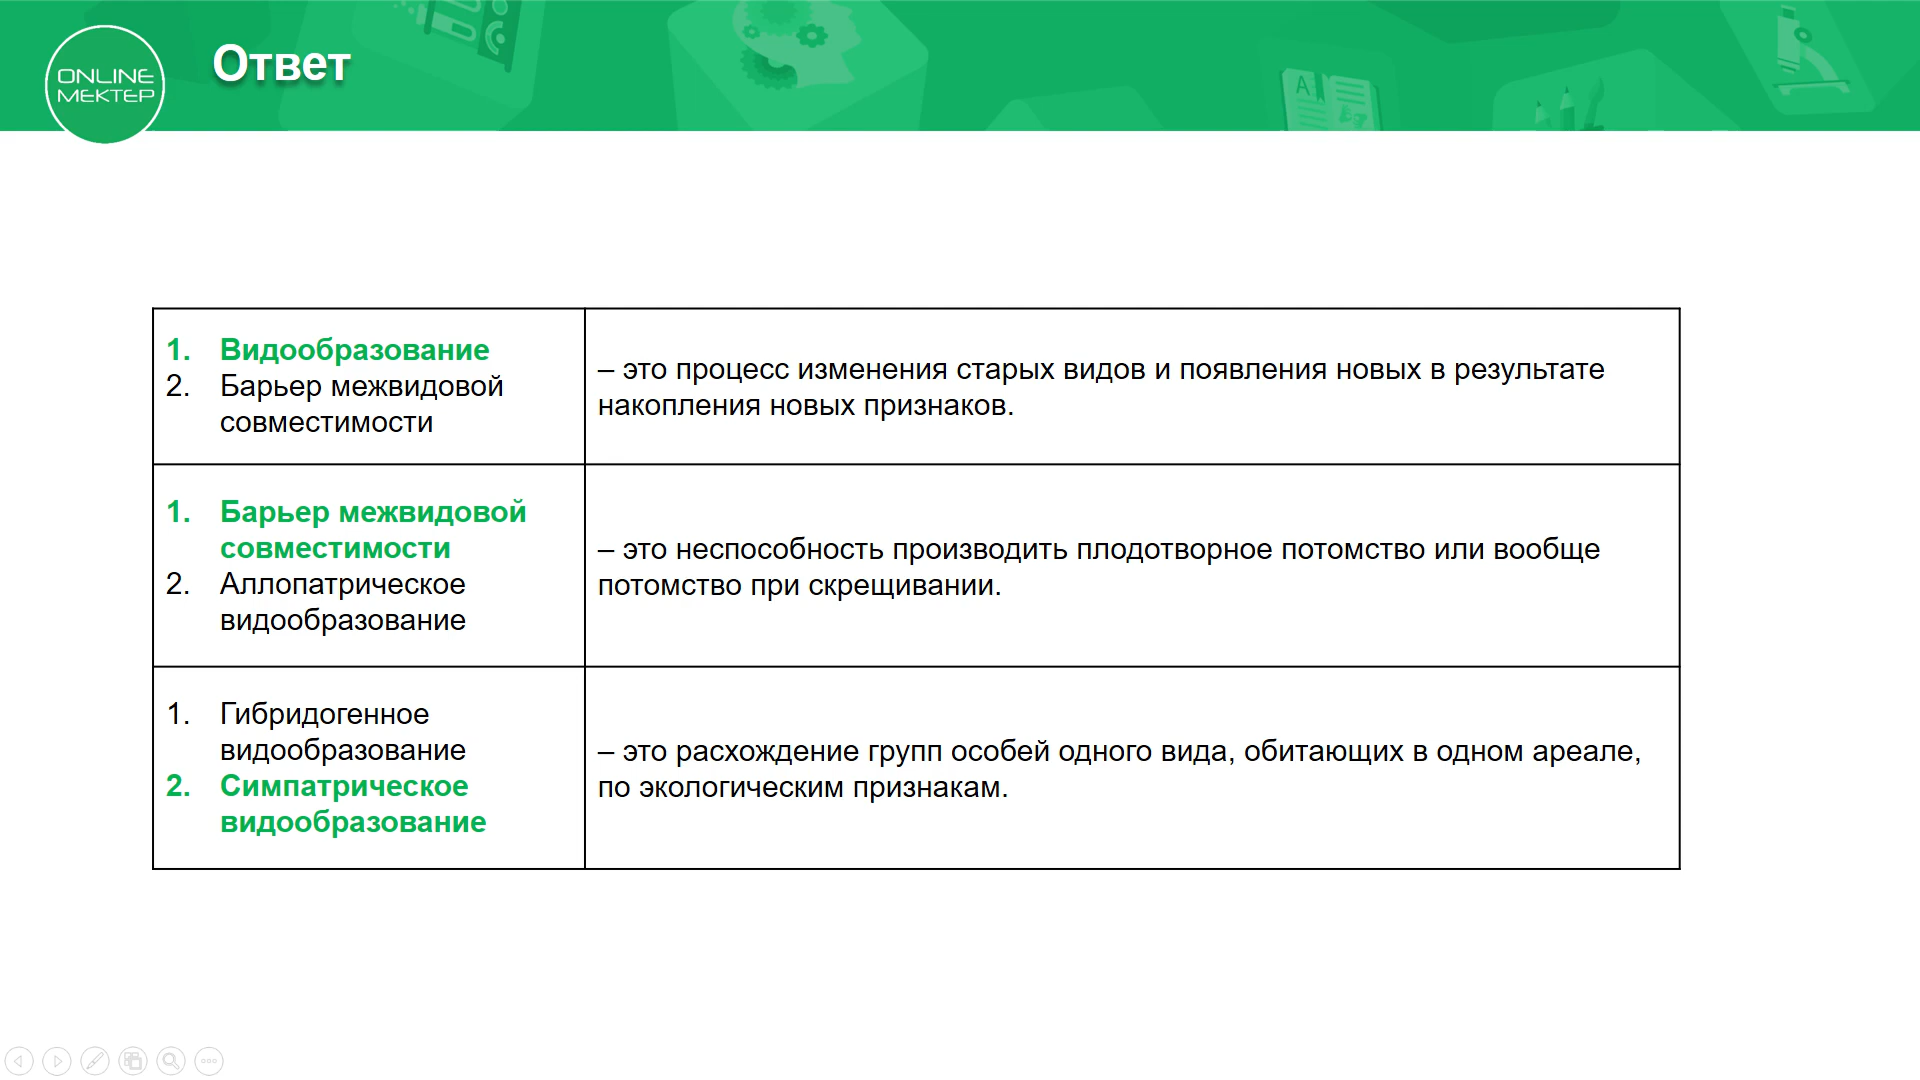 ONLINE
MEKTEP
Ответ
1. Видообразование
2. Барьер межвидовой
совместимости
– это процесс изменения старых видов и появления новых в результате
накопления новых признаков.
1. Барьер межвидовой
совместимости
2. Аллопатрическое
видообразование
– это неспособность производить плодотворное потомство или вообще
потомство при скрещивании.
1. Гибридогенное
видообразование
2. Симпатрическое
видообразование
– это расхождение групп особей одного вида, обитающих в одном ареале,
по экологическим признакам.